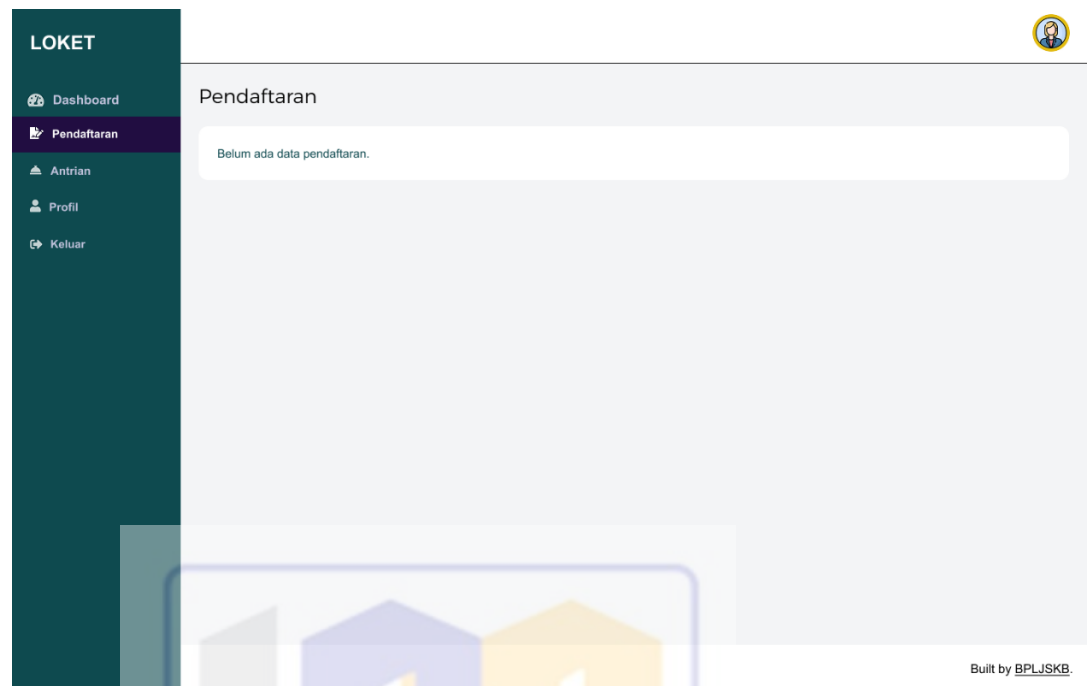 LOKET
Dashboard
Pendaftaran
Antrian
Profil
Keluar
Pendaftaran
Belum ada data pendaftaran.
Built by BPLJSKB.